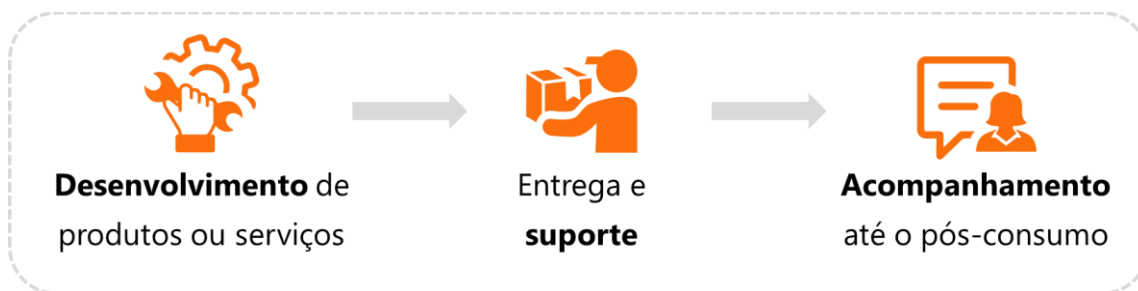 Desenvolvimento de
produtos ou serviços
Entrega e
suporte
Acompanhamento
até o pós-consumo